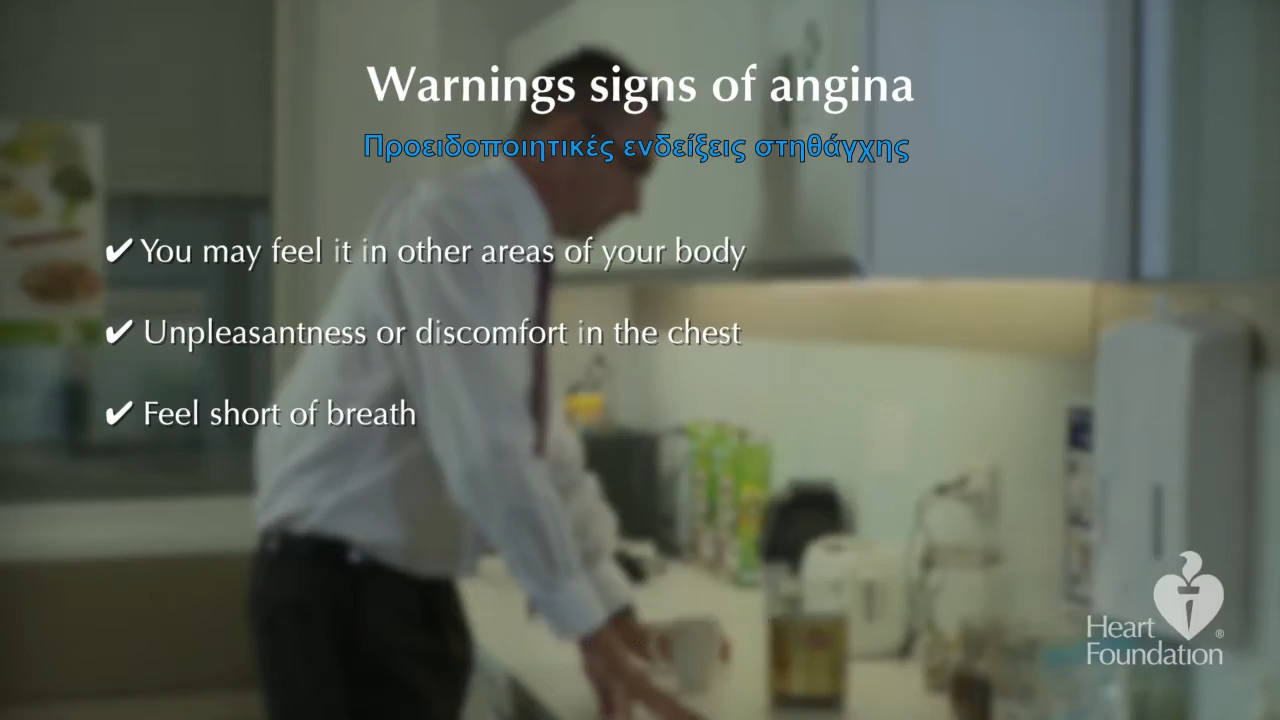 Warnings signs of angina
Προειδοποιητικές ενδείξεις στηθάγχης
✔ You may feel it in other areas of your body
✔ Unpleasantness or discomfort in the chest
✔ Feel short of breath
Heart
Foundation®